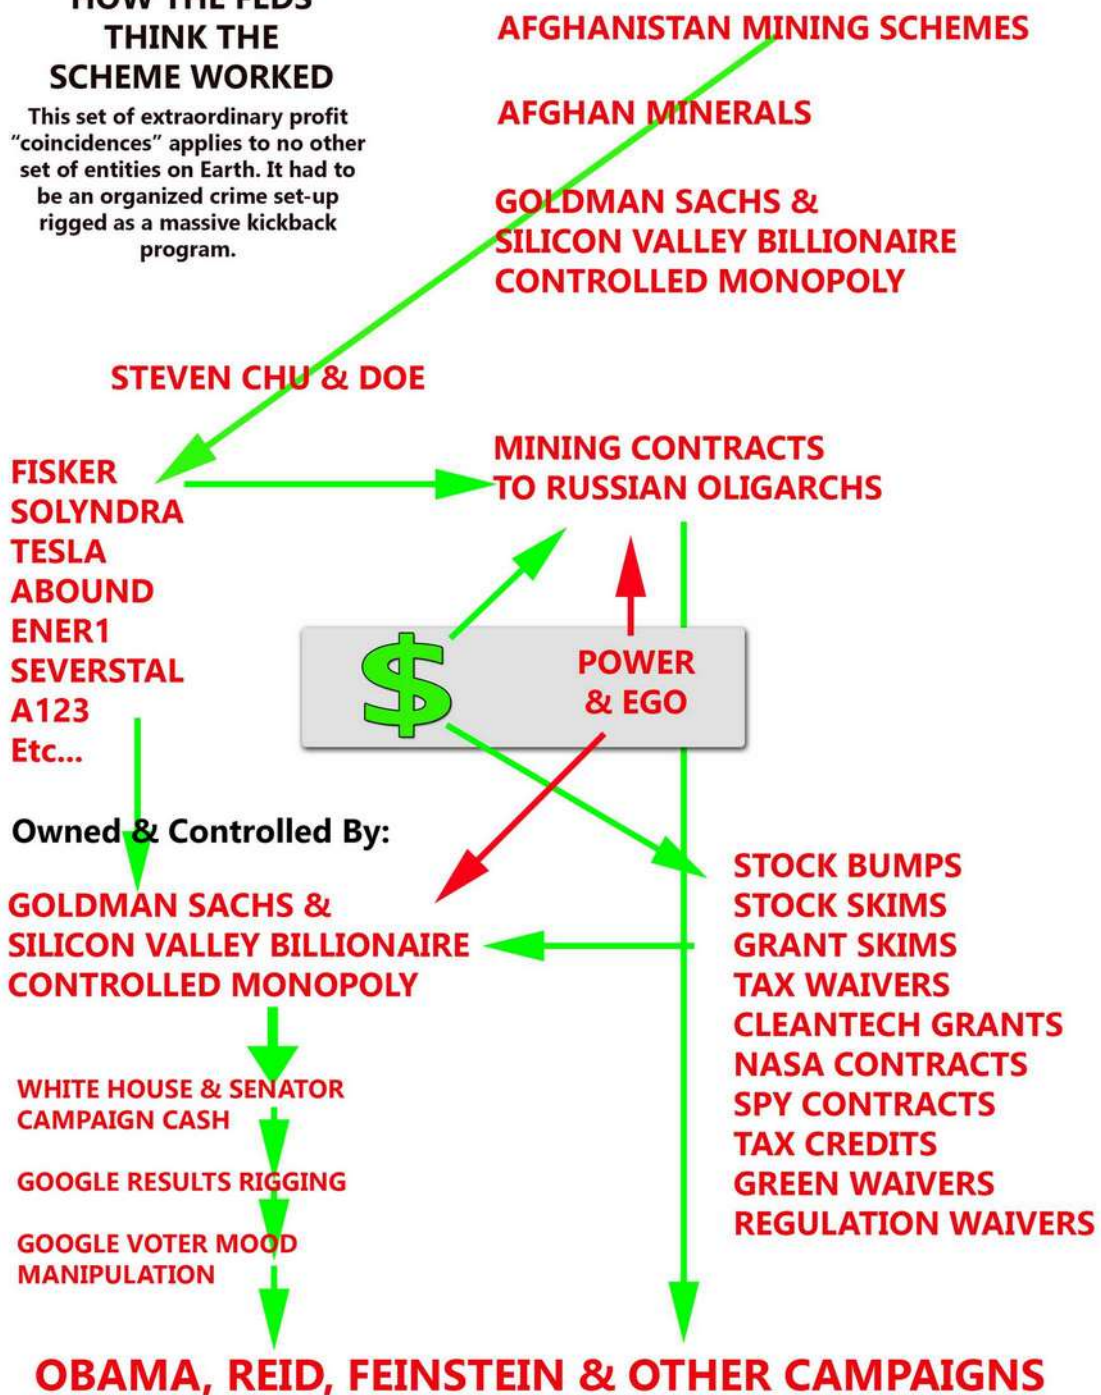 HOW THE FEDS
THINK THE
SCHEME WORKED
This set of extraordinary profit
“coincidences” applies to no other
set of entities on Earth. It had to
be an organized crime set-up
rigged as a massive kickback
program.
AFGHANISTAN MINING SCHEMES
AFGHAN MINERALS
GOLDMAN SACHS &
SILICON VALLEY BILLIONAIRE
CONTROLLED MONOPOLY
STEVEN CHU & DOE
FISKER
SOLYNDRA
TESLA
ABOUND
ENER1
SEVERSTAL
A123
Etc...
MINING CONTRACTS
TO RUSSIAN OLIGARCHS
$
POWER
& EGO
Owned & Controlled By:
GOLDMAN SACHS &
SILICON VALLEY BILLIONAIRE
CONTROLLED MONOPOLY
STOCK BUMPS
STOCK SKIMS
GRANT SKIMS
TAX WAIVERS
CLEANTECH GRANTS
NASA CONTRACTS
SPY CONTRACTS
TAX CREDITS
GREEN WAIVERS
REGULATION WAIVERS
WHITE HOUSE & SENATOR
CAMPAIGN CASH
GOOGLE RESULTS RIGGING
GOOGLE VOTER MOOD
MANIPULATION
OBAMA, REID, FEINSTEIN & OTHER CAMPAIGNS